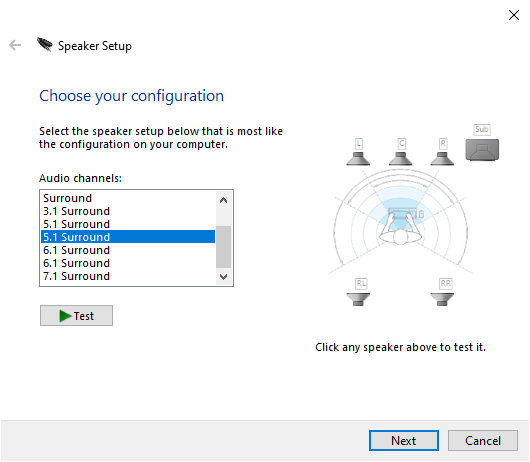 Speaker Setup
Choose your configuration
Select the speaker setup below that is most like
the configuration on your computer.
Audio channels:
Surround
3.1 Surround
5.1 Surround
5.1 Surround
6.1 Surround
6.1 Surround
7.1 Surround
Test
L C R Sub
RL RR
Click any speaker above to test it.
Next Cancel